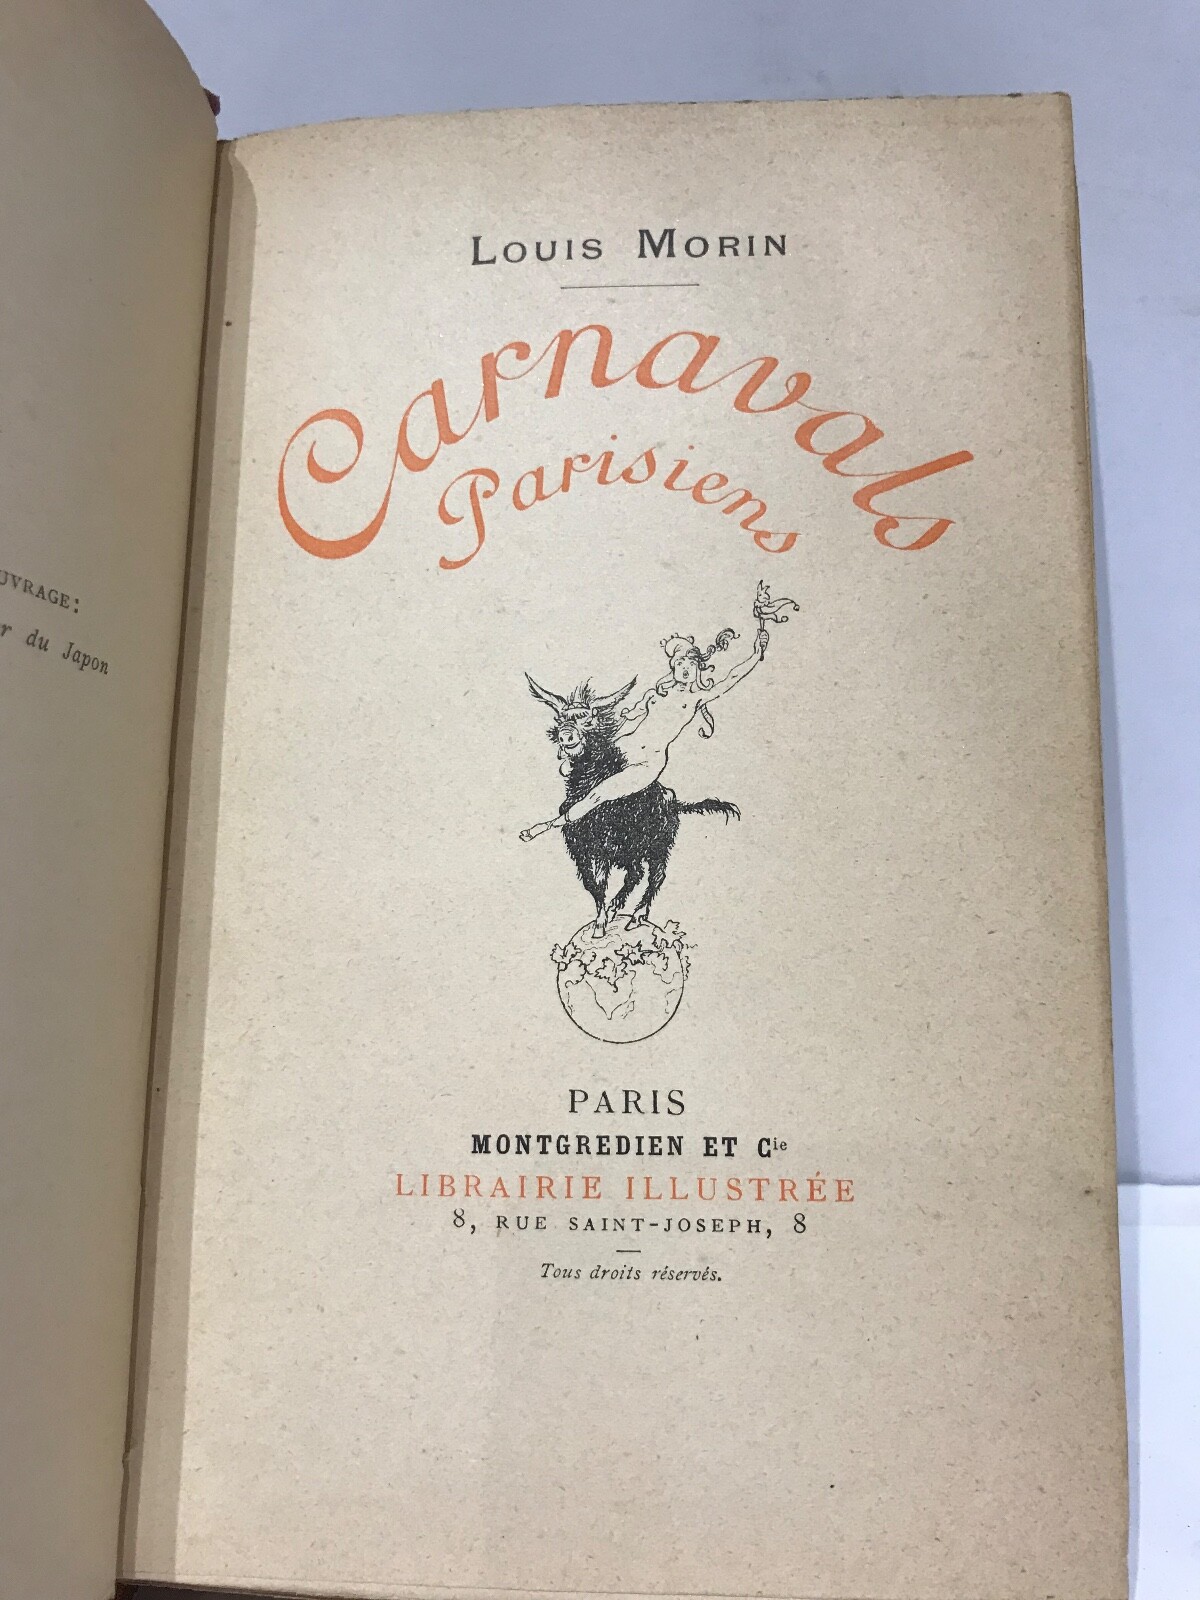 UVRAGE:
r du Japon
LOUIS MORIN
Carnavals
Parisiens
PARIS
MONTGREDIEN ET Cie
LIBRAIRIE ILLUSTRÉE
8, RUE SAINT-JOSEPH, 8
Tous droits réservés.